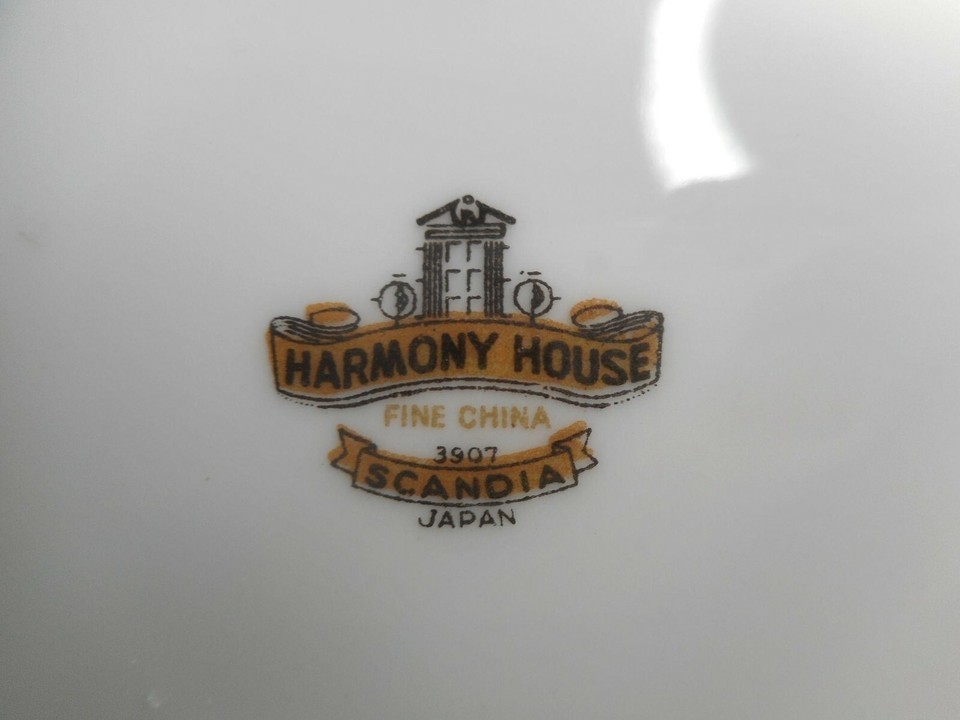 HARMONY HOUSE
FINE CHINA
3907
SCANDIA
JAPAN